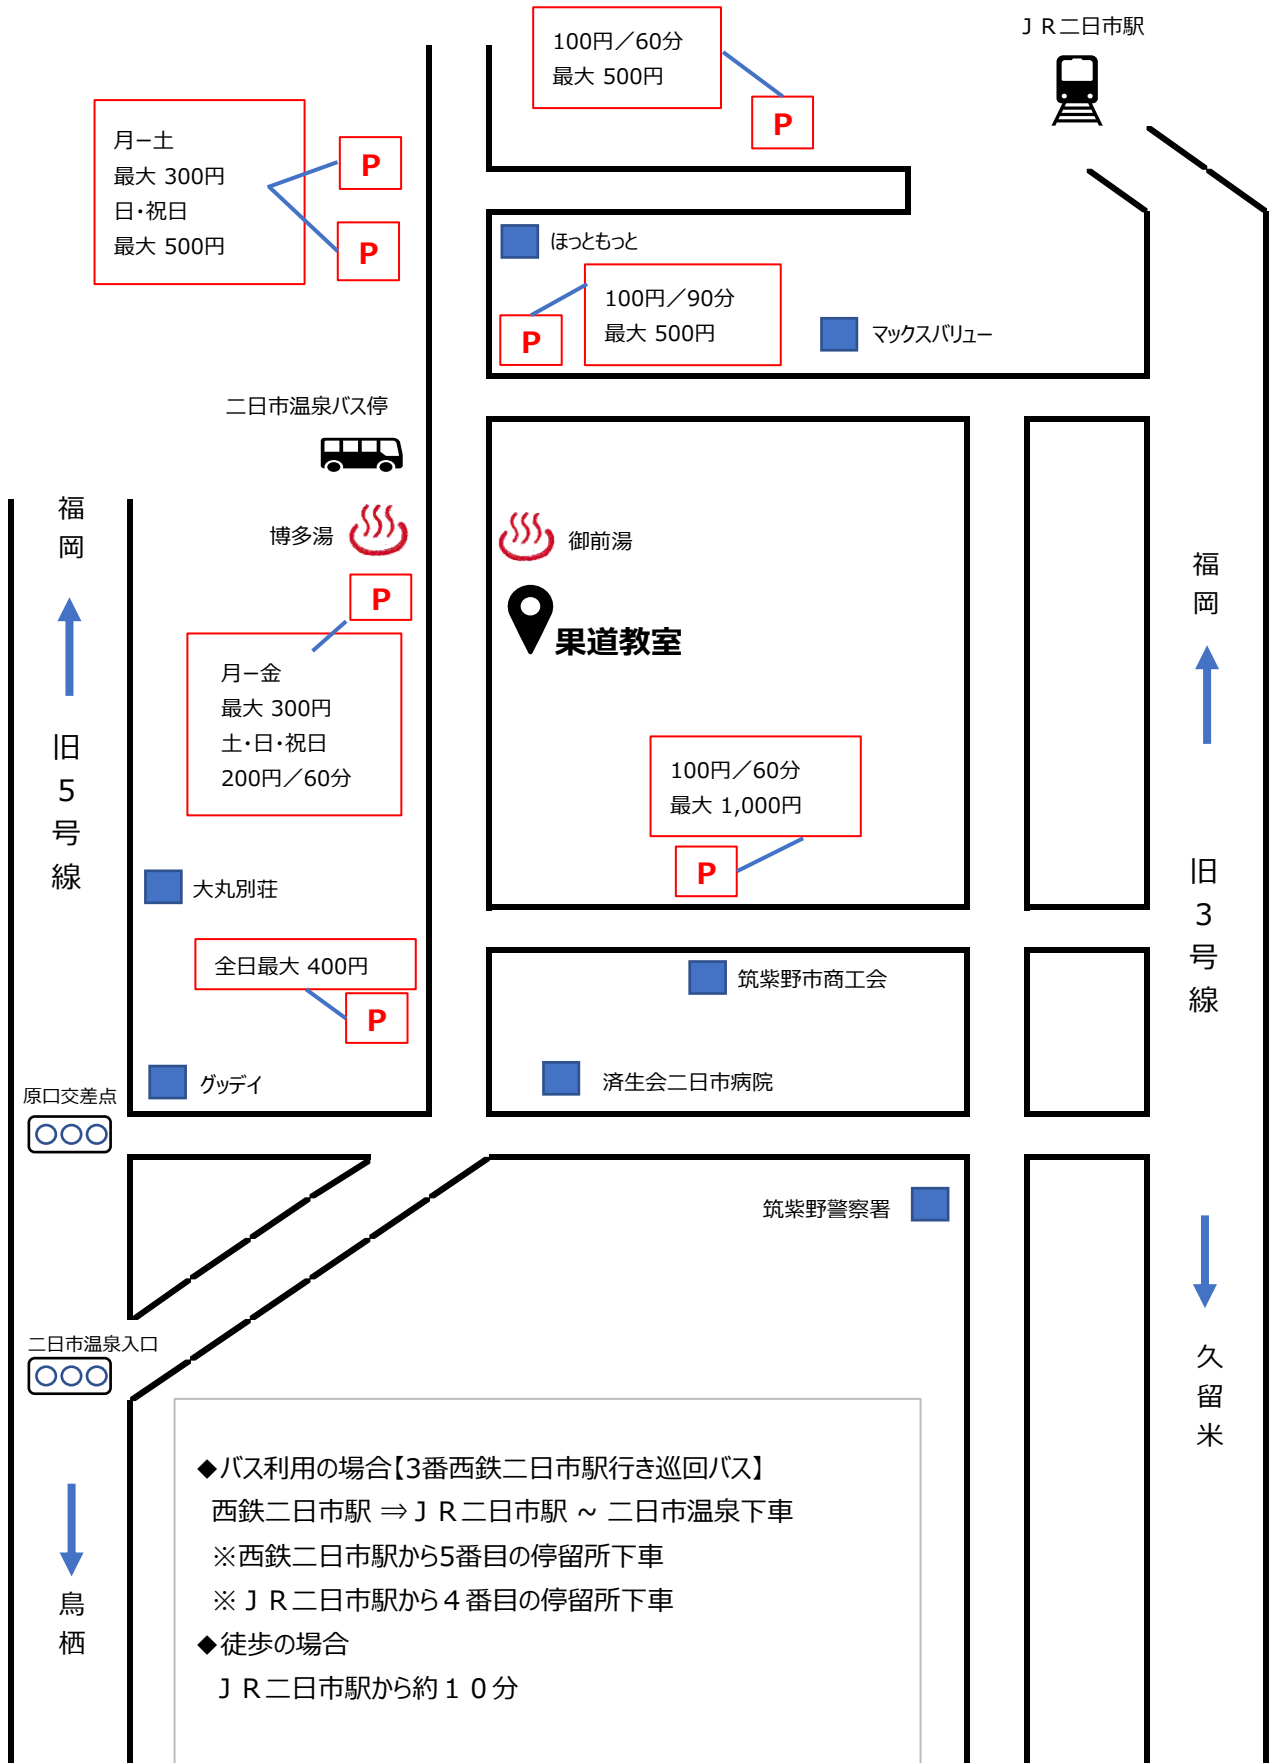 ＪＲ二日市駅
100円／60分
最大 500円
P
月－土
最大 300円
日・祝日
最大 500円
P
P
ほっともっと
100円／90分
最大 500円
P
マックスバリュー
二日市温泉バス停
博多湯
御前湯
果道教室
P
月－金
最大 300円
土・日・祝日
200円／60分
福岡
旧5号線
福岡
旧3号線
100円／60分
最大 1,000円
P
大丸別荘
全日最大 400円
P
筑紫野市商工会
グッデイ
済生会二日市病院
原口交差点
筑紫野警察署
二日市温泉入口
久留米
鳥栖
◆バス利用の場合【3番西鉄二日市駅行き巡回バス】
西鉄二日市駅 ⇒ＪＲ二日市駅 ~ 二日市温泉下車
※西鉄二日市駅から5番目の停留所下車
※ＪＲ二日市駅から４番目の停留所下車
◆徒歩の場合
ＪＲ二日市駅から約１０分